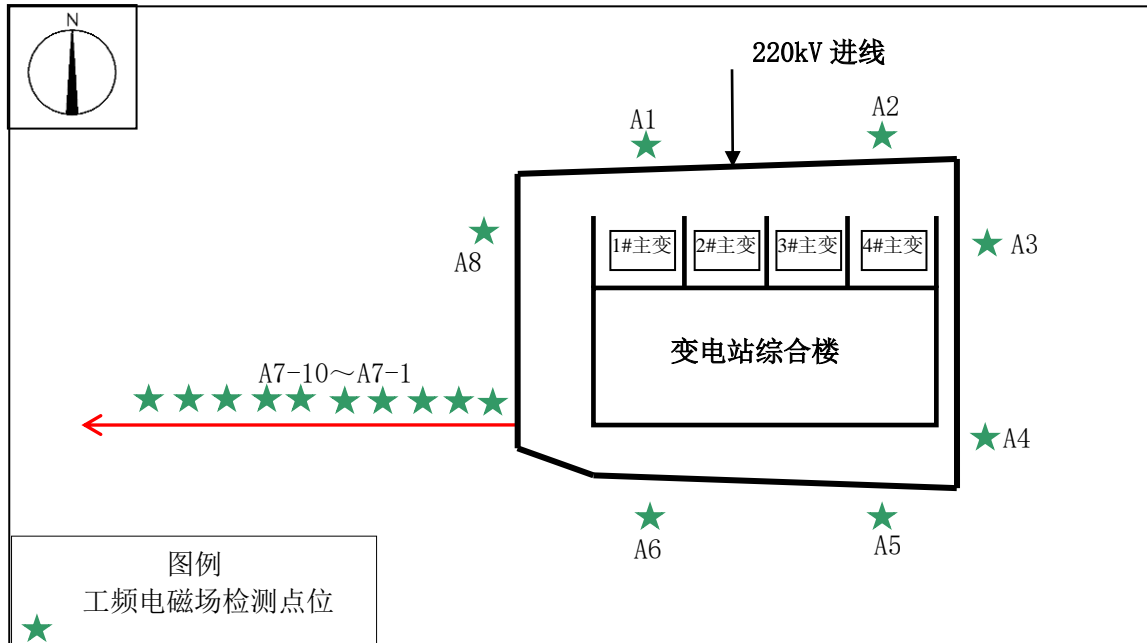 N
220kV 进线
A1
A2
1#主变
2#主变
3#主变
4#主变
A3
A8
变电站综合楼
A7-10～A7-1
A4
A6
A5
图例
工频电磁场检测点位